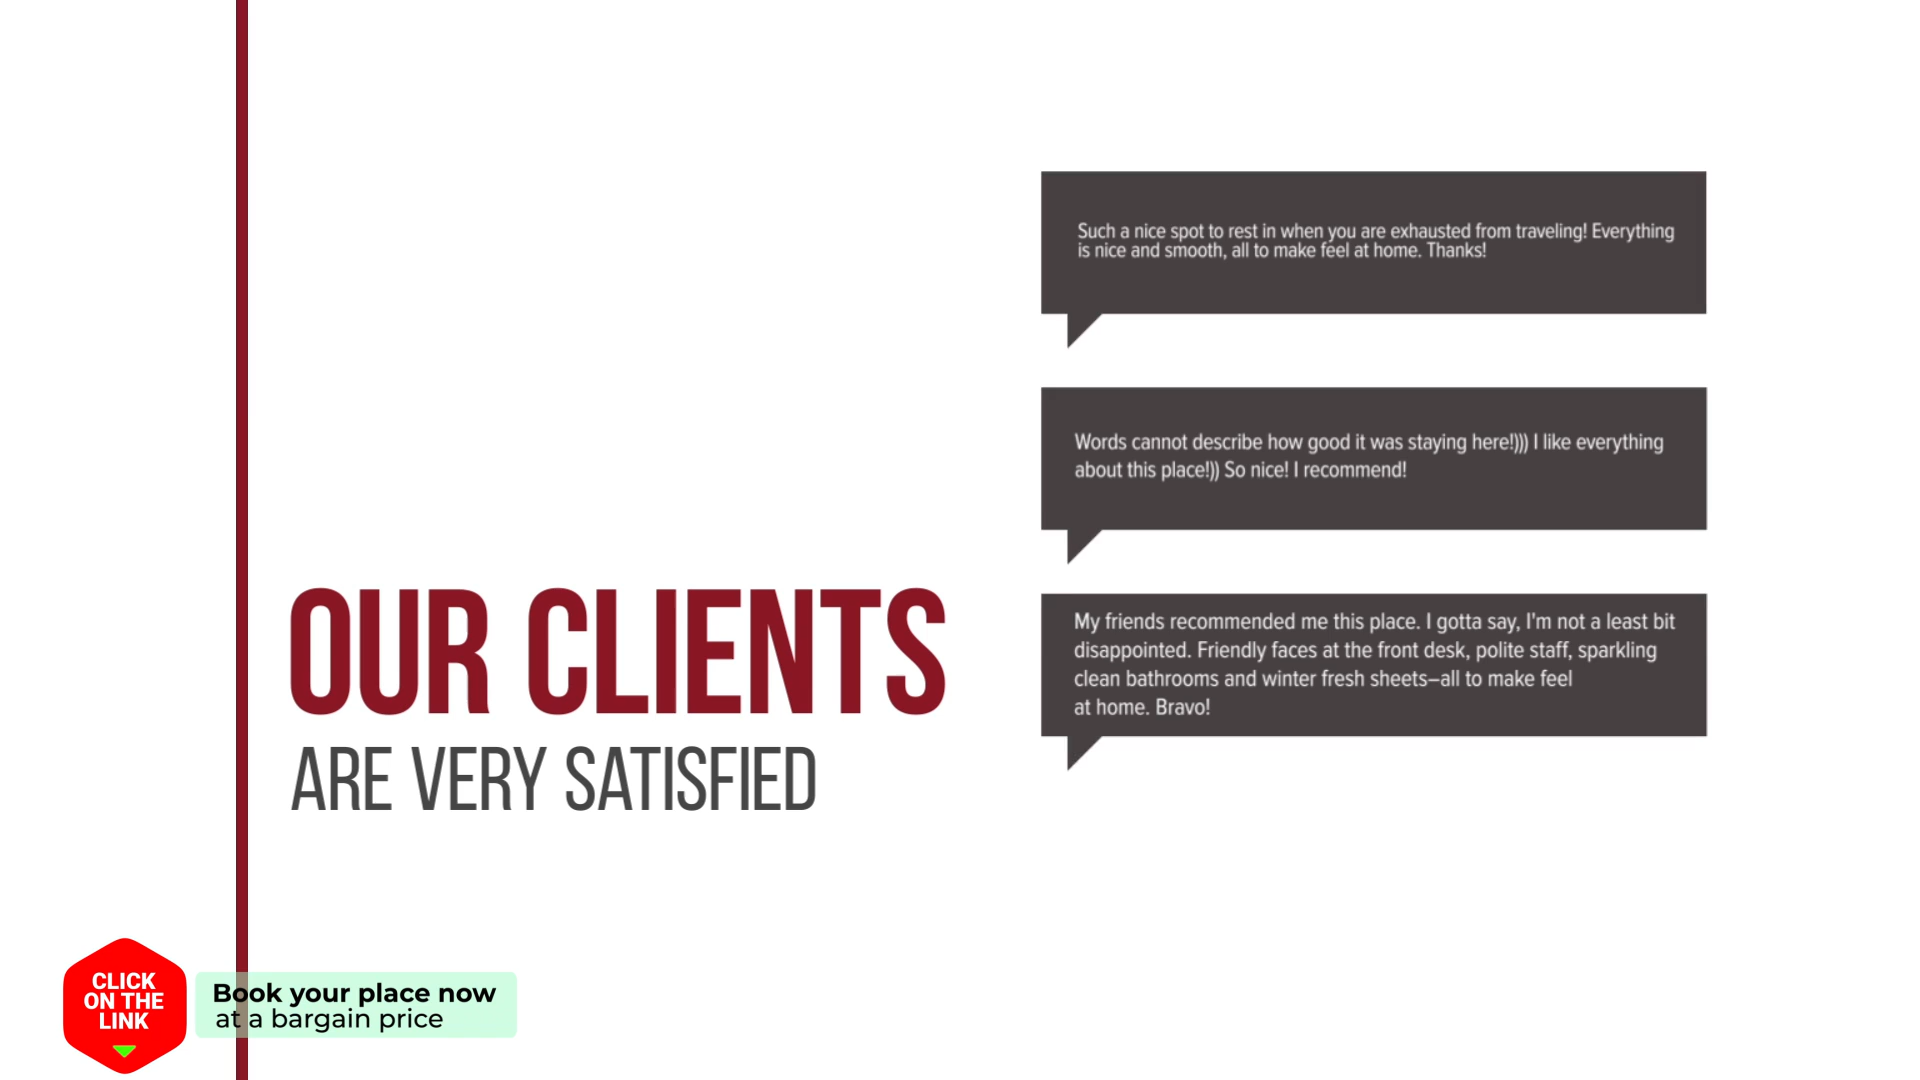 Such a nice spot to rest in when you are exhausted from traveling! Everything
is nice and smooth, all to make feel at home. Thanks!
Words cannot describe how good it was staying here!))) I like everything
about this place!)) So nice! I recommend!
My friends recommended me this place. I gotta say, I'm not a least bit
disappointed. Friendly faces at the front desk, polite staff, sparkling
clean bathrooms and winter fresh sheets–all to make feel
at home. Bravo!
OUR CLIENTS
ARE VERY SATISFIED
CLICK
ON THE
LINK
Book your place now
at a bargain price